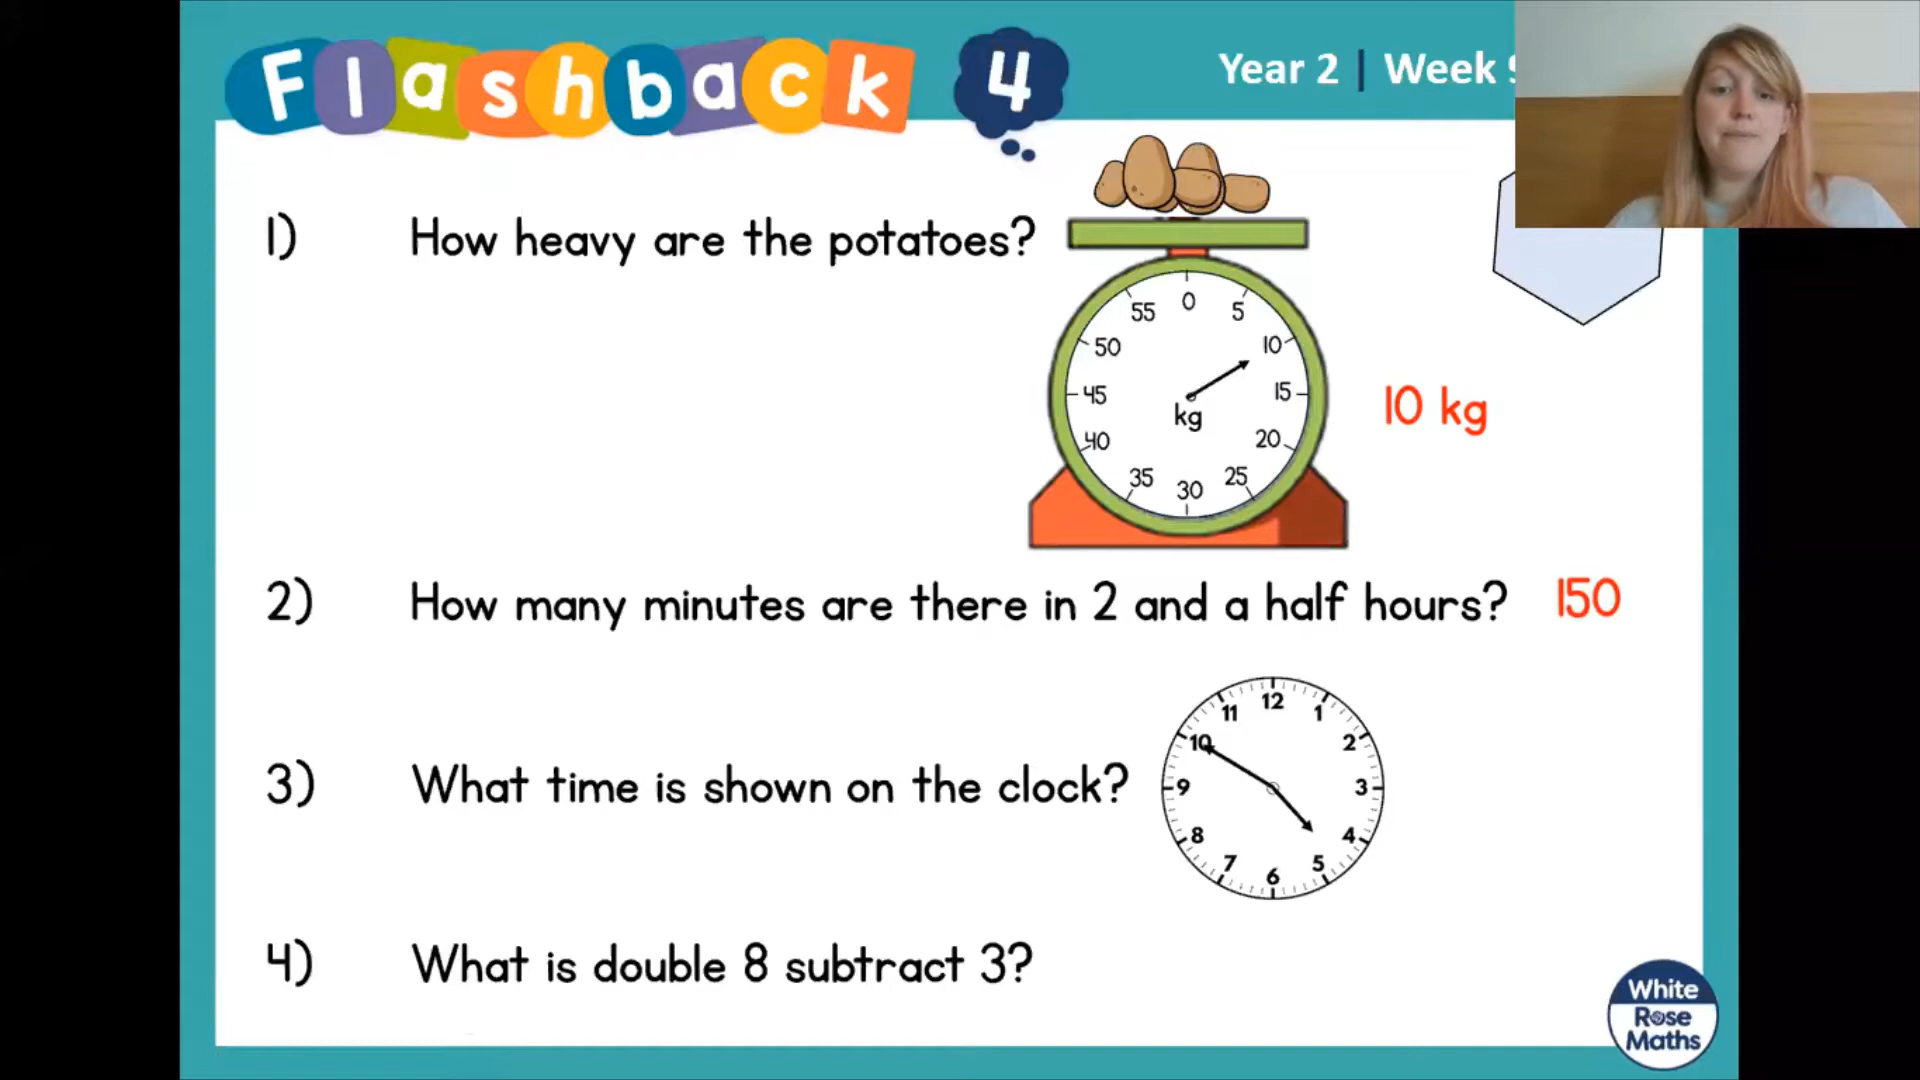 Flashback 4
Year 2 | Week
1) How heavy are the potatoes?
0
5
10
15
20
25
30
35
40
45
50
55
kg
10 kg
2) How many minutes are there in 2 and a half hours? 150
3) What time is shown on the clock?
12
1
2
3
4
5
6
7
8
9
10
11
4) What is double 8 subtract 3?
White
Rose
Maths